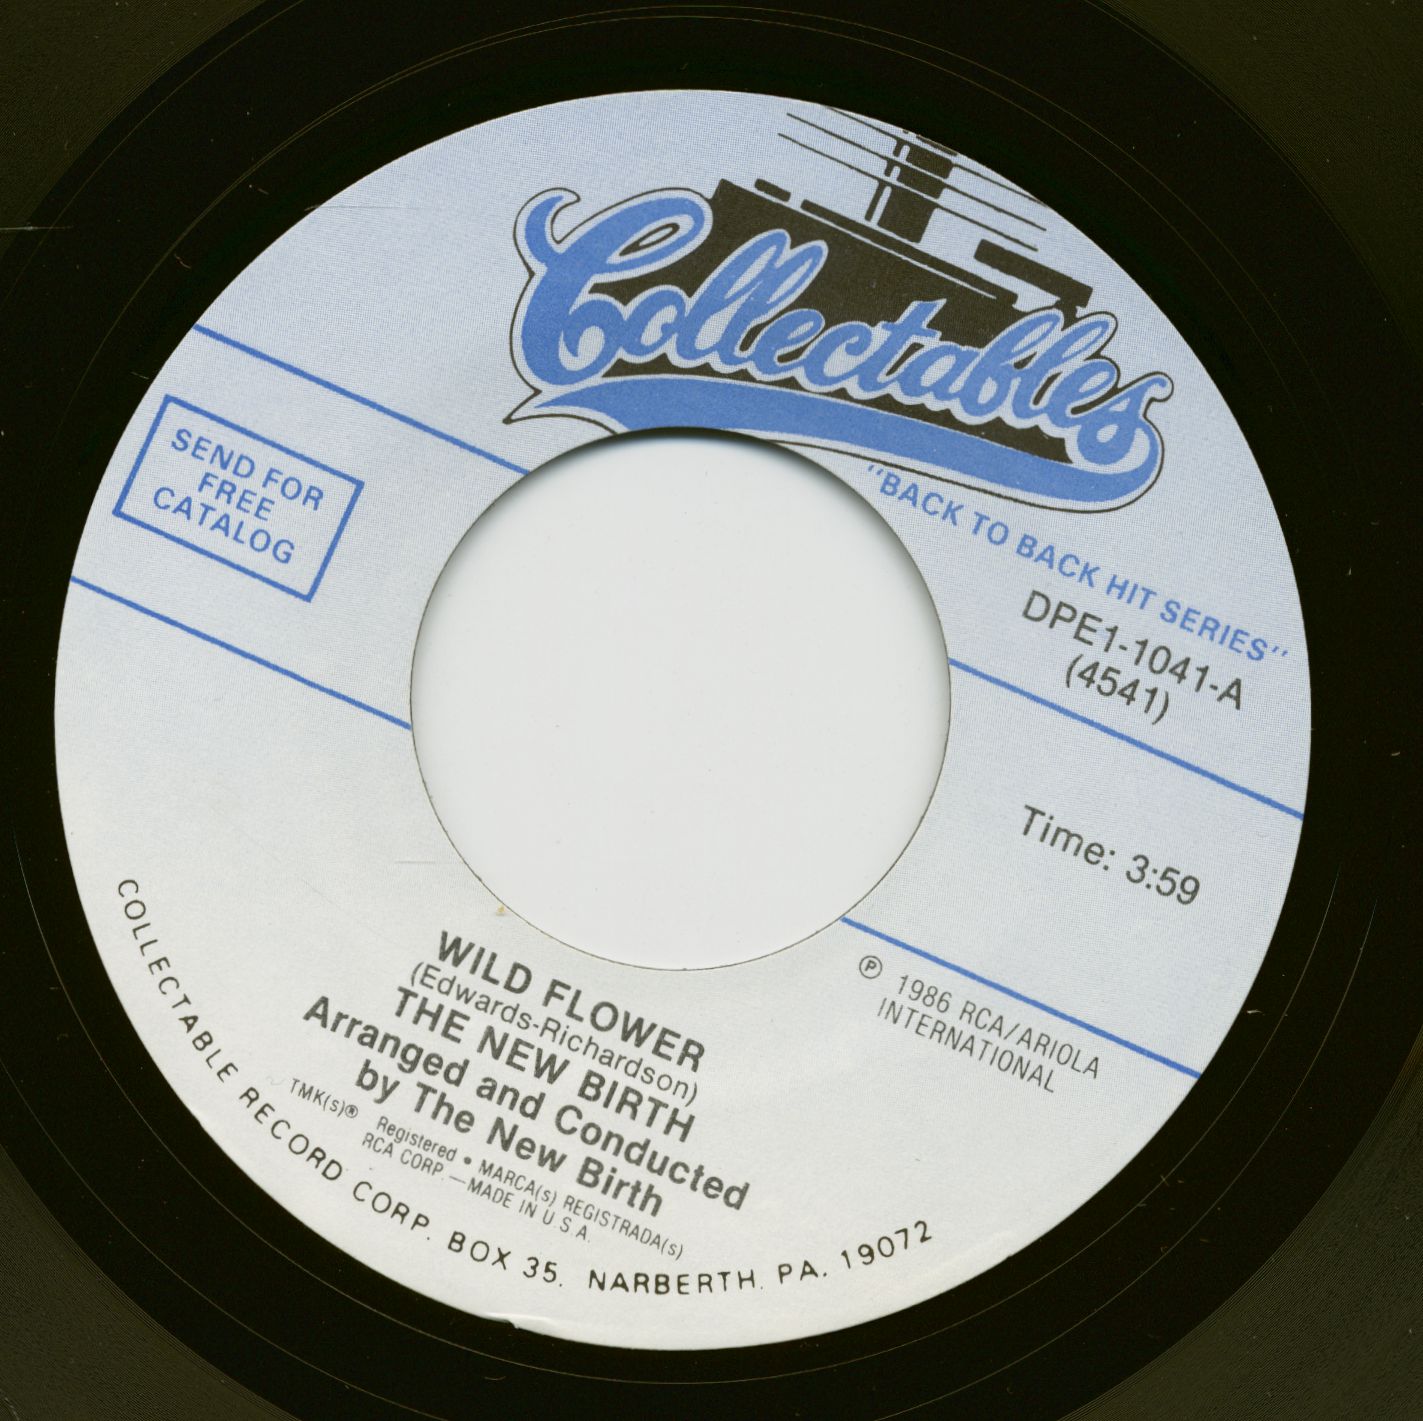 Collectables
"BACK TO BACK HIT SERIES"
SEND FOR
FREE
CATALOG
DPE1-1041-A
(4541)
Time: 3:59
℗ 1986 RCA/ARIOLA
INTERNATIONAL
WILD FLOWER
(Edwards-Richardson)
THE NEW BIRTH
Arranged and Conducted
by The New Birth
TMK(s)® Registered • MARCA(s) REGISTRADA(s)
RCA CORP.—MADE IN U.S.A.
COLLECTABLE RECORD CORP. BOX 35. NARBERTH. PA. 19072